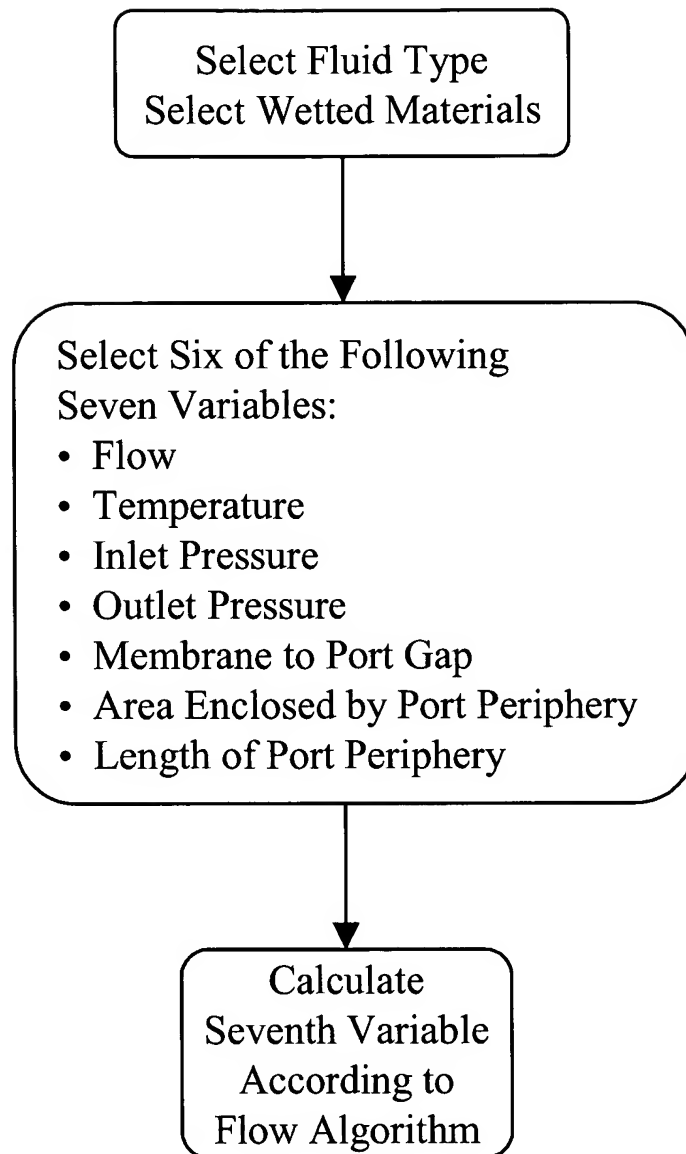 Select Fluid Type
Select Wetted Materials
Select Six of the Following
Seven Variables:
• Flow
• Temperature
• Inlet Pressure
• Outlet Pressure
• Membrane to Port Gap
• Area Enclosed by Port Periphery
• Length of Port Periphery
Calculate
Seventh Variable
According to
Flow Algorithm